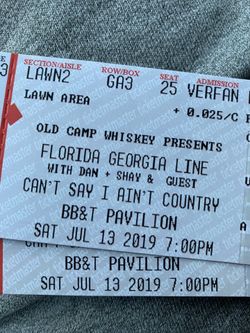 3 SECTION/AISLE ROW/BOX SEAT ADMISSION
LAWN2 GA3 25 VERFAN
LAWN AREA + 0.025/C
OLD CAMP WHISKEY PRESENTS
FLORIDA GEORGIA LINE
WITH DAN + SHAY & GUEST
CAN'T SAY I AIN'T COUNTRY
BB&T PAVILION
SAT JUL 13 2019 7:00PM
BB&T PAVILION
SAT JUL 13 2019 7:00PM